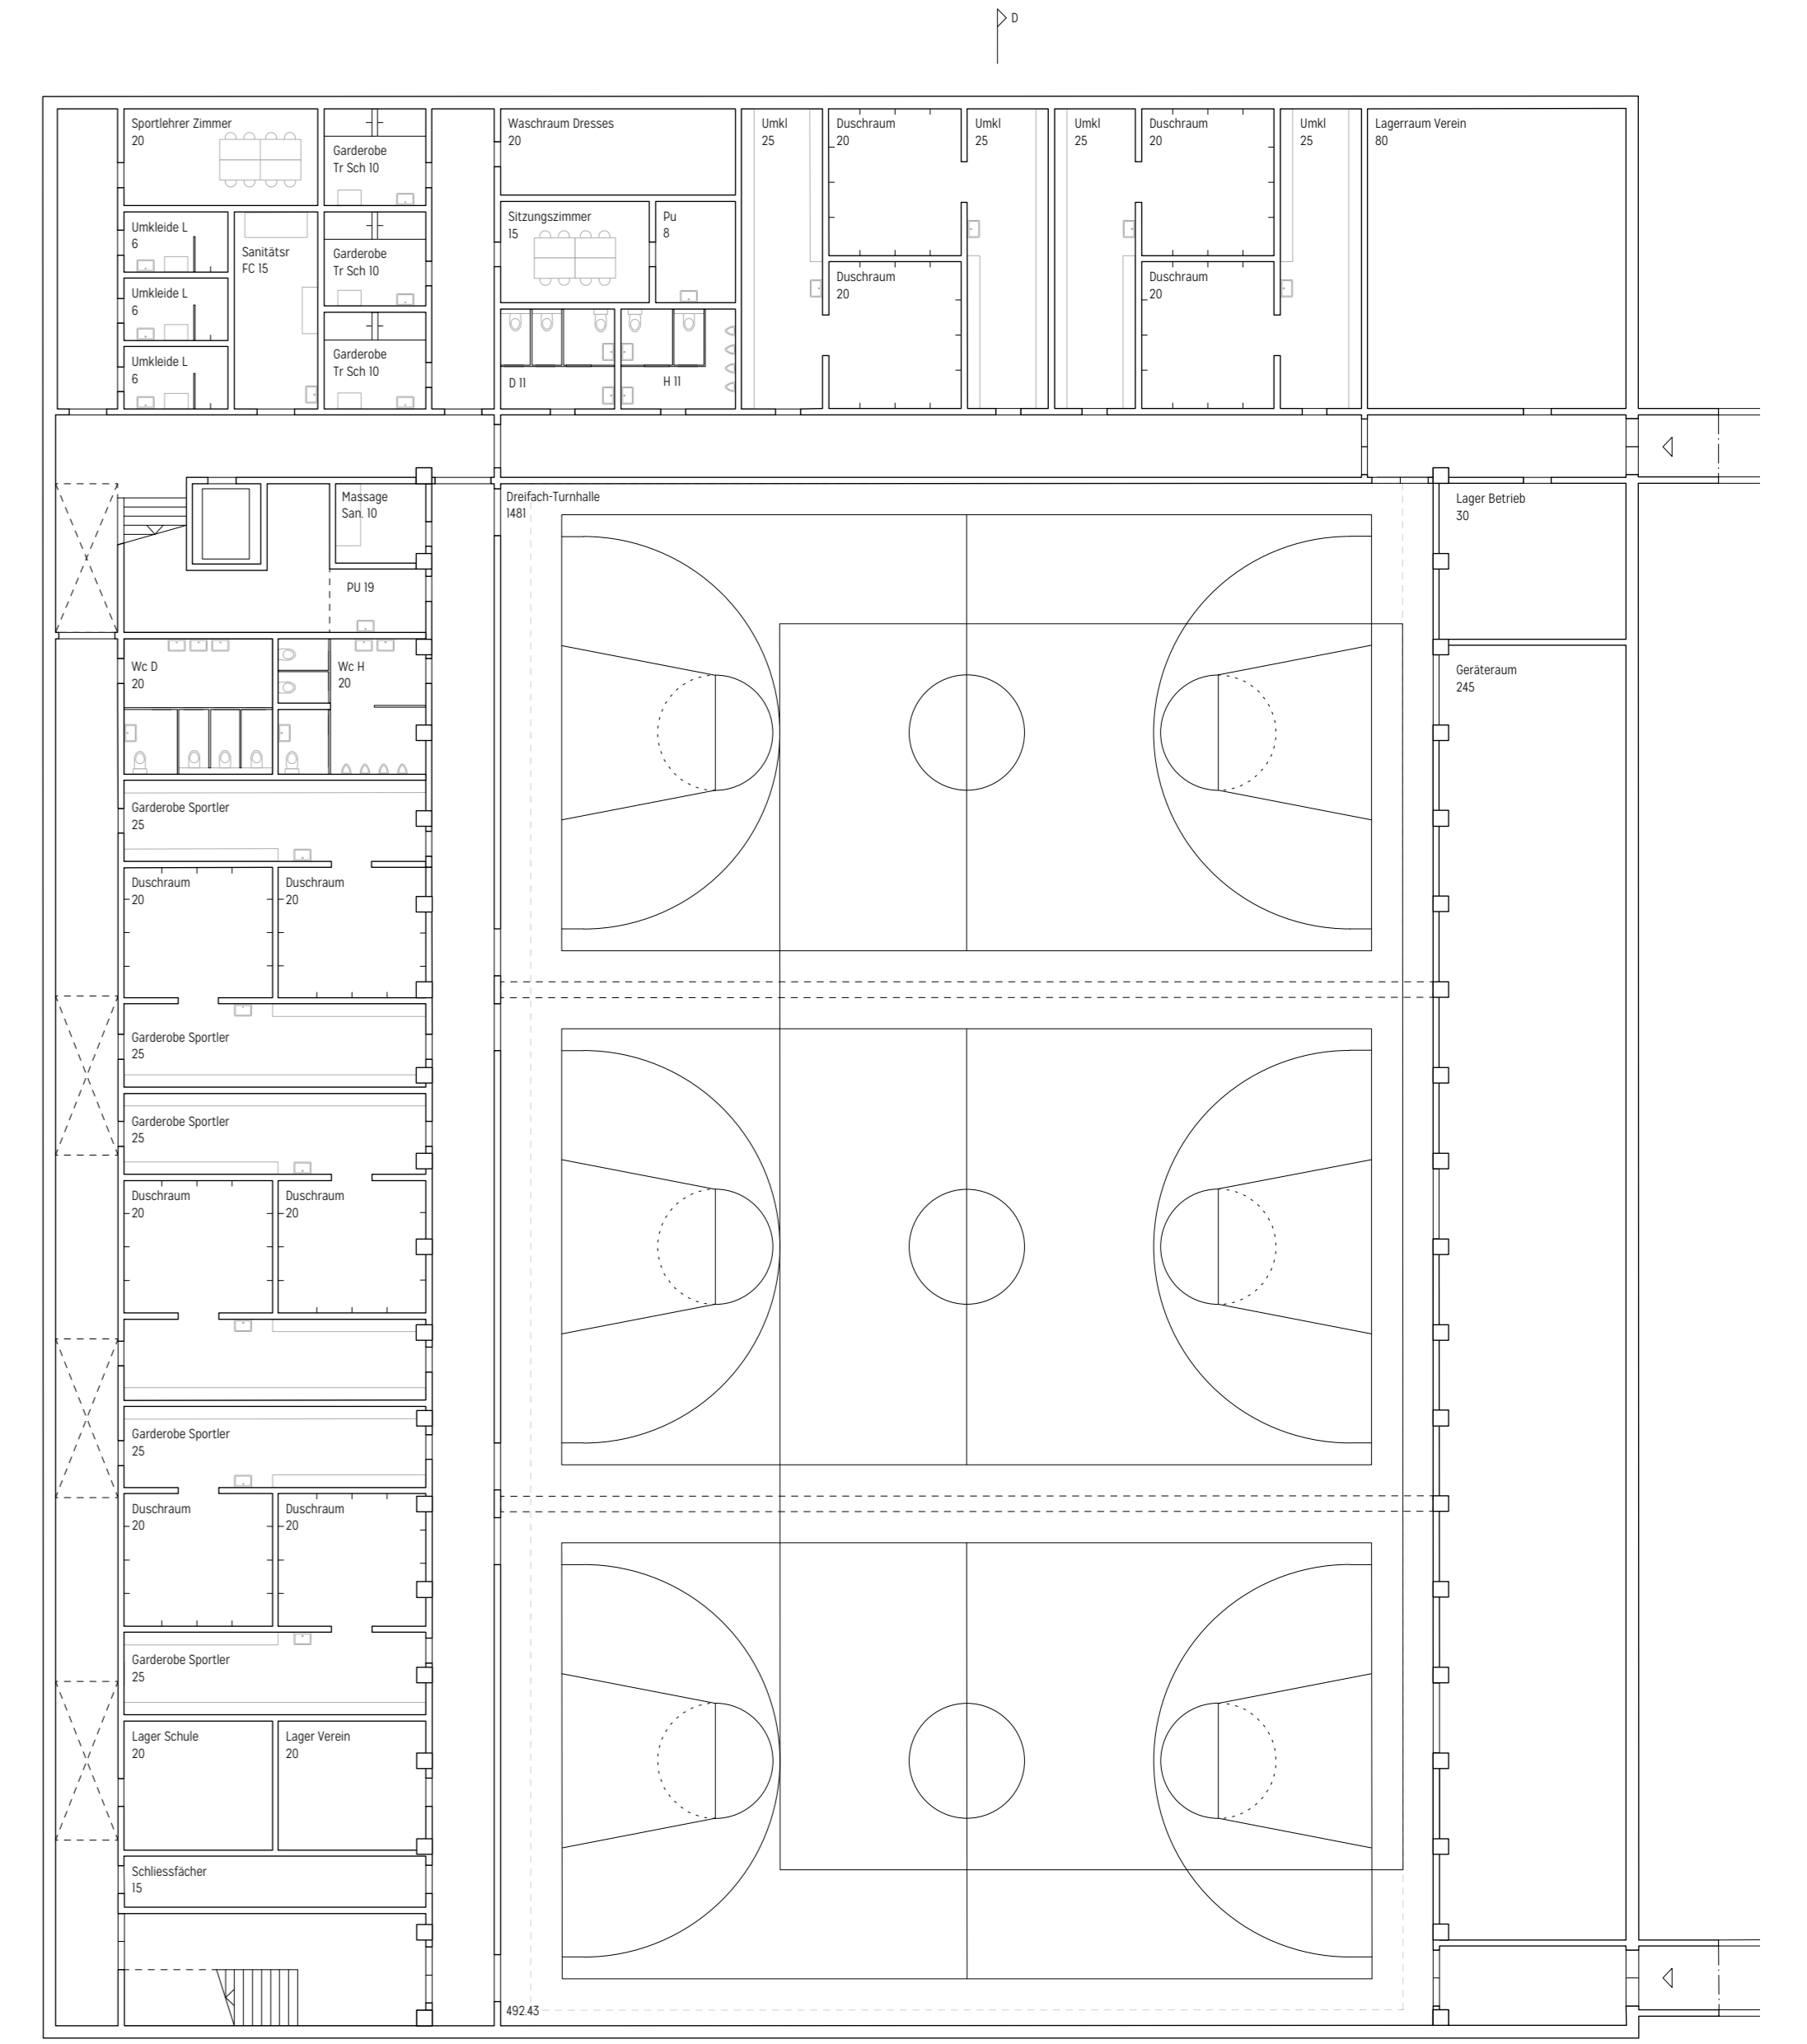 D
Sportlehrer Zimmer
20
Garderobe
Tr Sch 10
Waschraum Dresses
20
Umkl
25
Duschraum
20
Umkl
25
Umkl
25
Duschraum
20
Umkl
25
Lagerraum Verein
80
Umkleide L
6
Sanitätsr
FC 15
Garderobe
Tr Sch 10
Sitzungszimmer
15
Pu
8
Duschraum
20
Duschraum
20
Umkleide L
6
Umkleide L
6
Garderobe
Tr Sch 10
D 11
H 11
Massage
San. 10
Dreifach-Turnhalle
1481
Lager Betrieb
30
PU 19
Wc D
20
Wc H
20
Geräteraum
245
Garderobe Sportler
25
Duschraum
20
Duschraum
20
Garderobe Sportler
25
Garderobe Sportler
25
Duschraum
20
Duschraum
20
Garderobe Sportler
25
Duschraum
20
Duschraum
20
Garderobe Sportler
25
Lager Schule
20
Lager Verein
20
Schliessfächer
15
492.43